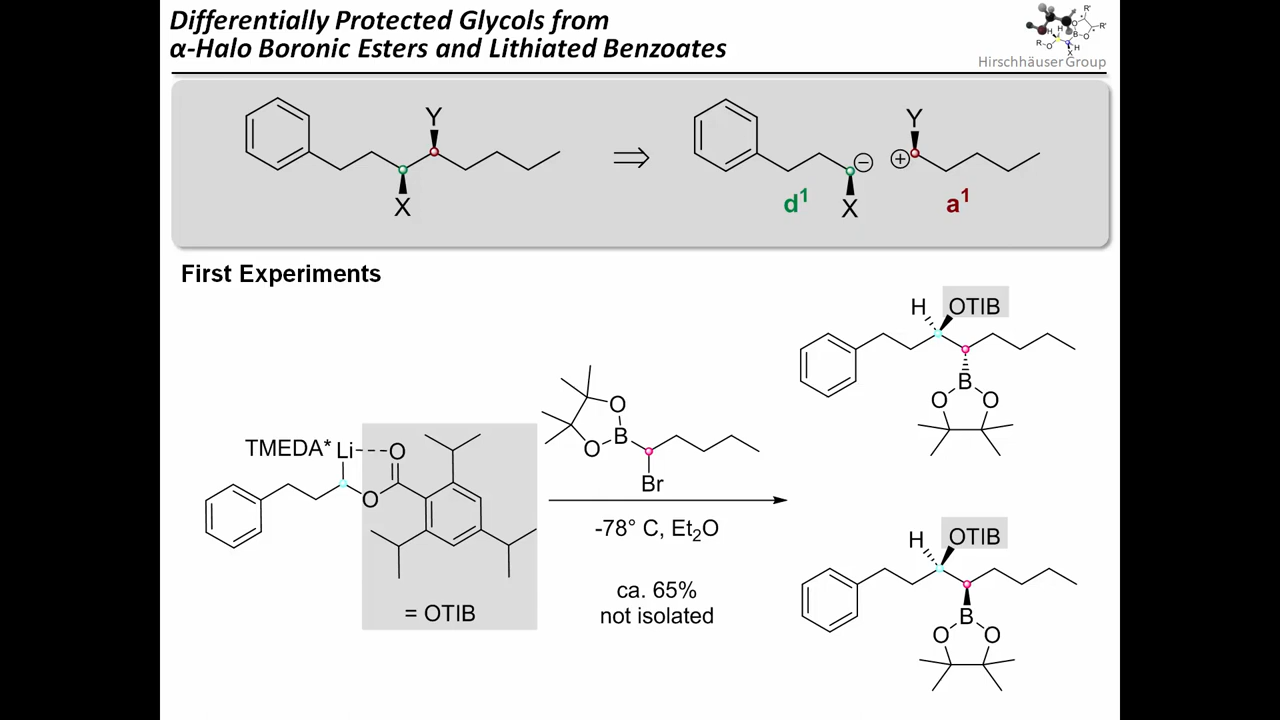 Differentially Protected Glycols from
α-Halo Boronic Esters and Lithiated Benzoates
R'
O
R'
B
O
H
H
R
O
H
X
Hirschhäuser Group
Y
X
Y
+
−
d1
X
a1
First Experiments
H OTIB
B
O O
O
B
O
Br
TMEDA* Li O
O
= OTIB
-78° C, Et2O
ca. 65%
not isolated
H OTIB
B
O O